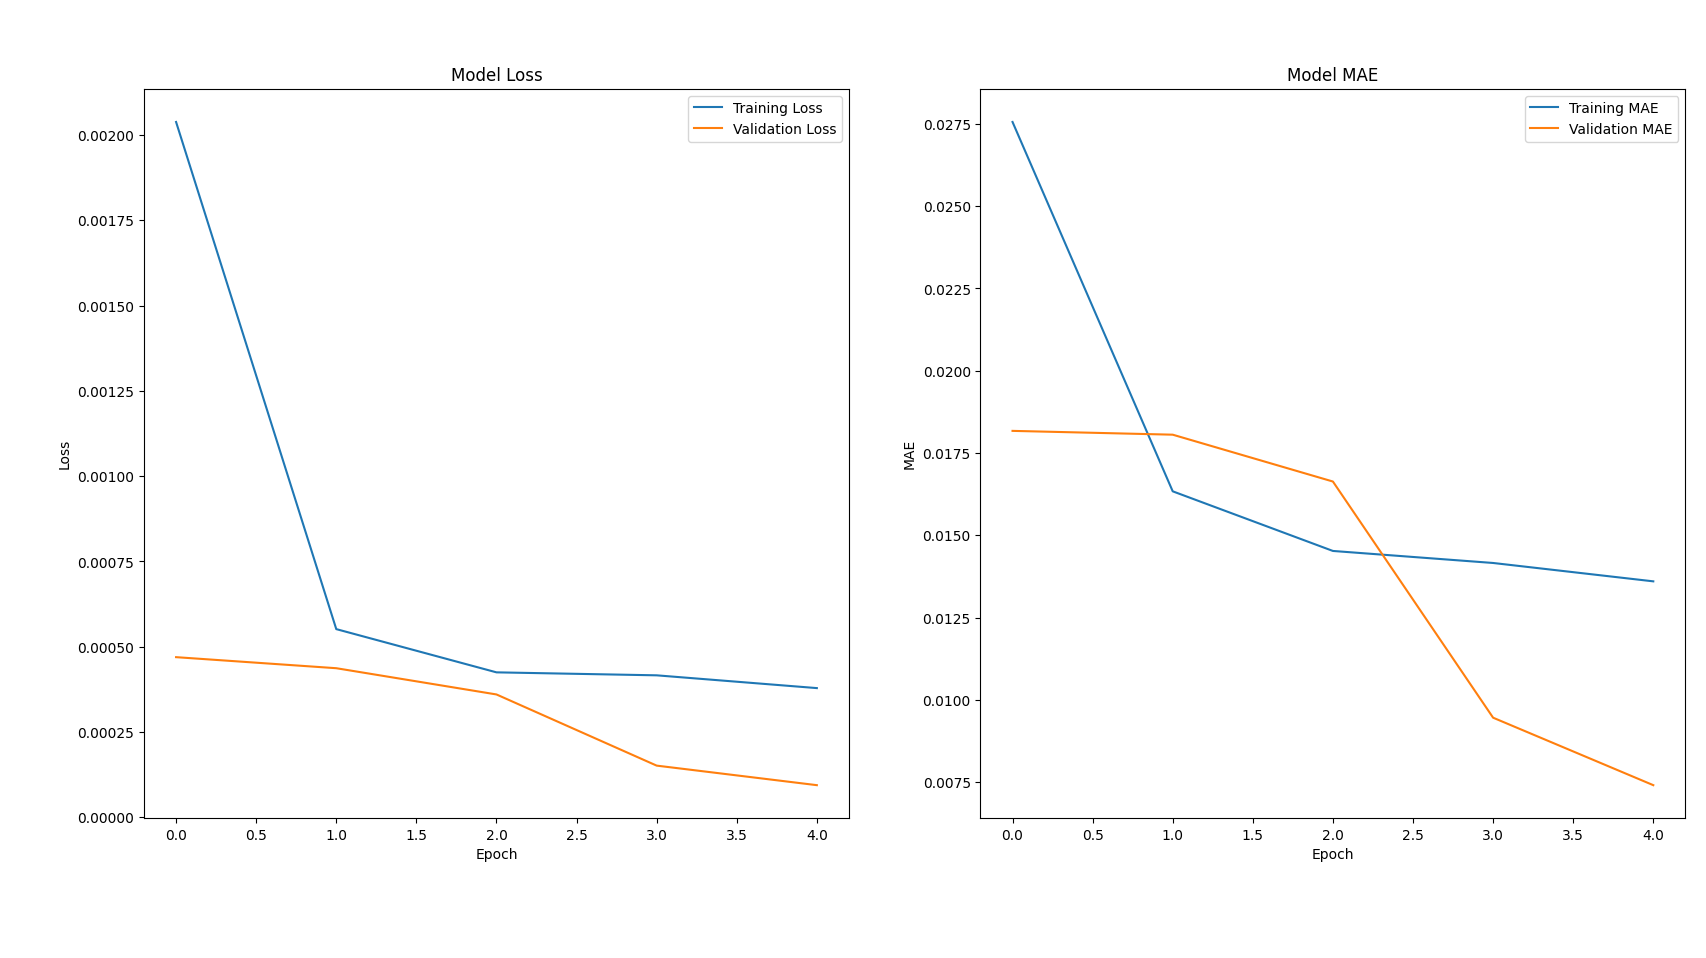 Model Loss
Training Loss
Validation Loss
0.00200
0.00175
0.00150
0.00125
0.00100
0.00075
0.00050
0.00025
0.00000
Loss
0.0 0.5 1.0 1.5 2.0 2.5 3.0 3.5 4.0
Epoch
Model MAE
Training MAE
Validation MAE
0.0275
0.0250
0.0225
0.0200
0.0175
0.0150
0.0125
0.0100
0.0075
MAE
0.0 0.5 1.0 1.5 2.0 2.5 3.0 3.5 4.0
Epoch